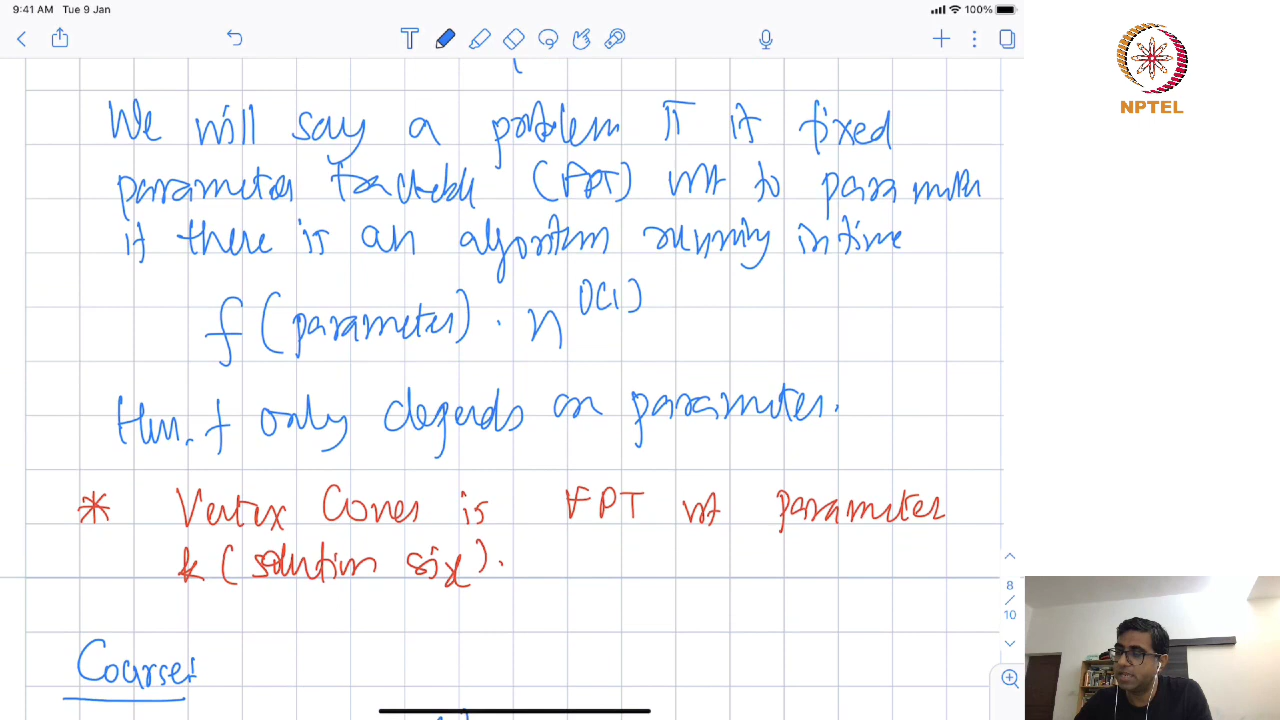 9:41 AM Tue 9 Jan
100%
NPTEL
We will say a problem Π is fixed
parameter tractable (FPT) wrt to parameter
if there is an algorithm running in time
f (parameter) . n^O(1)
Here f only depends on parameter.
* Vertex Cover is FPT wrt parameter
k (solution size).
Courses
8
/
10